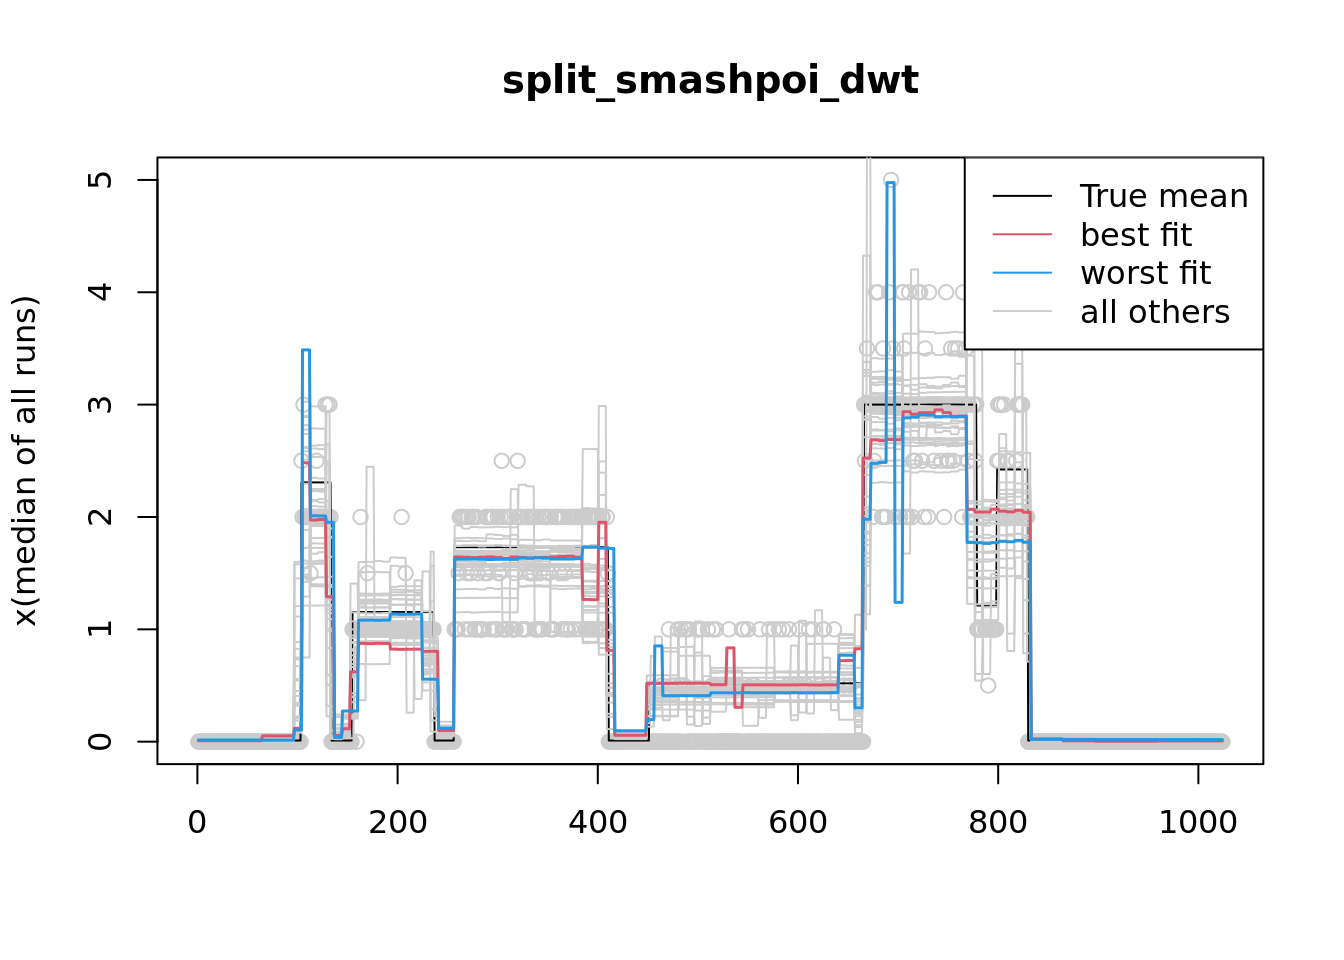 split_smashpoi_dwt
True mean
best fit
worst fit
all others
x(median of all runs)
5
4
3
2
1
0
0 200 400 600 800 1000